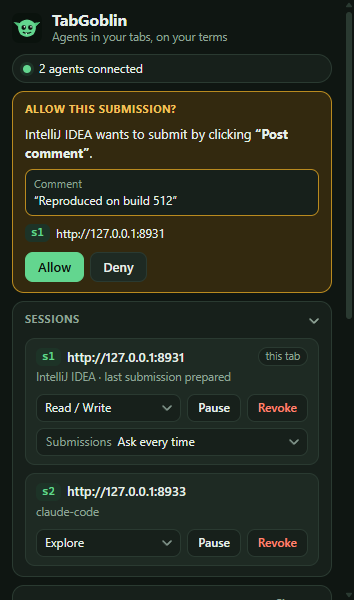 TabGoblin
Agents in your tabs, on your terms
2 agents connected
ALLOW THIS SUBMISSION?
IntelliJ IDEA wants to submit by clicking “Post
comment”.
Comment
“Reproduced on build 512”
s1 http://127.0.0.1:8931
Allow Deny
SESSIONS
s1 http://127.0.0.1:8931 this tab
IntelliJ IDEA · last submission prepared
Read / Write Pause Revoke
Submissions Ask every time
s2 http://127.0.0.1:8933
claude-code
Explore Pause Revoke